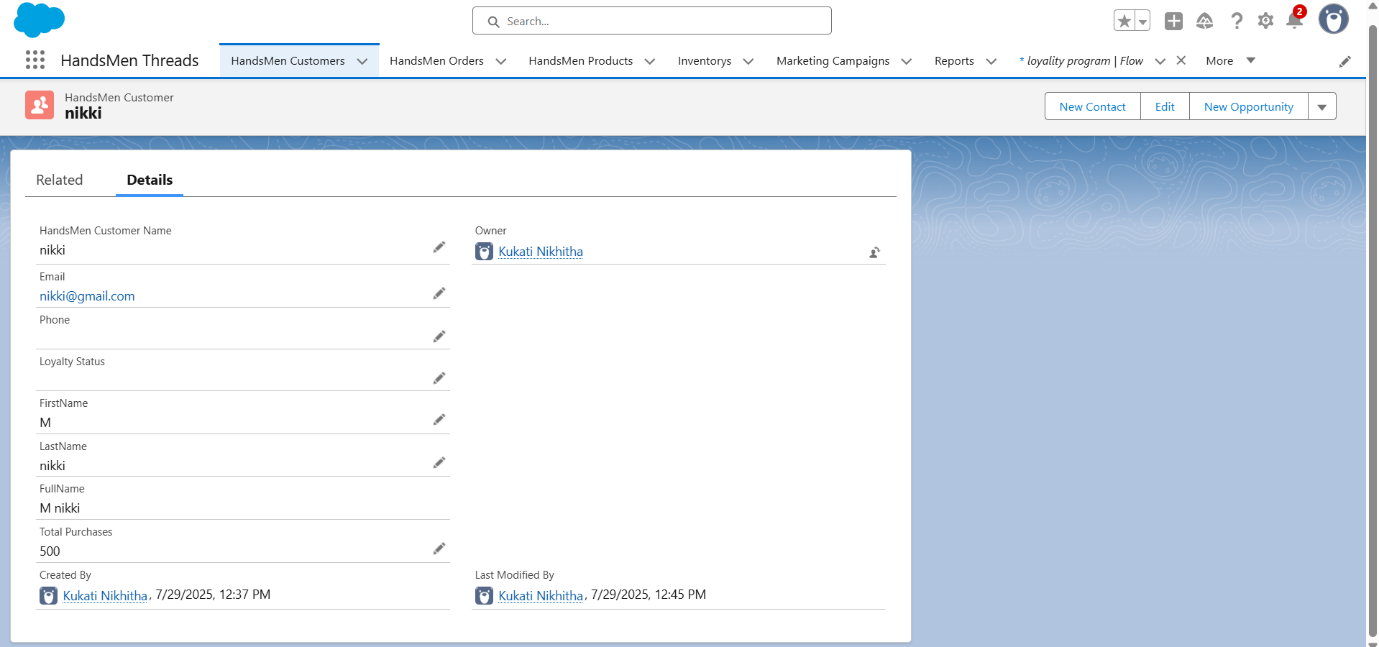 Search...
2
HandsMen Threads HandsMen Customers HandsMen Orders HandsMen Products Inventorys Marketing Campaigns Reports * loyality program | Flow More
HandsMen Customer
nikki
New Contact Edit New Opportunity
Related Details
HandsMen Customer Name
nikki
Owner
Kukati Nikhitha
Email
nikki@gmail.com
Phone
Loyalty Status
FirstName
M
LastName
nikki
FullName
M nikki
Total Purchases
500
Created By
Kukati Nikhitha, 7/29/2025, 12:37 PM
Last Modified By
Kukati Nikhitha, 7/29/2025, 12:45 PM